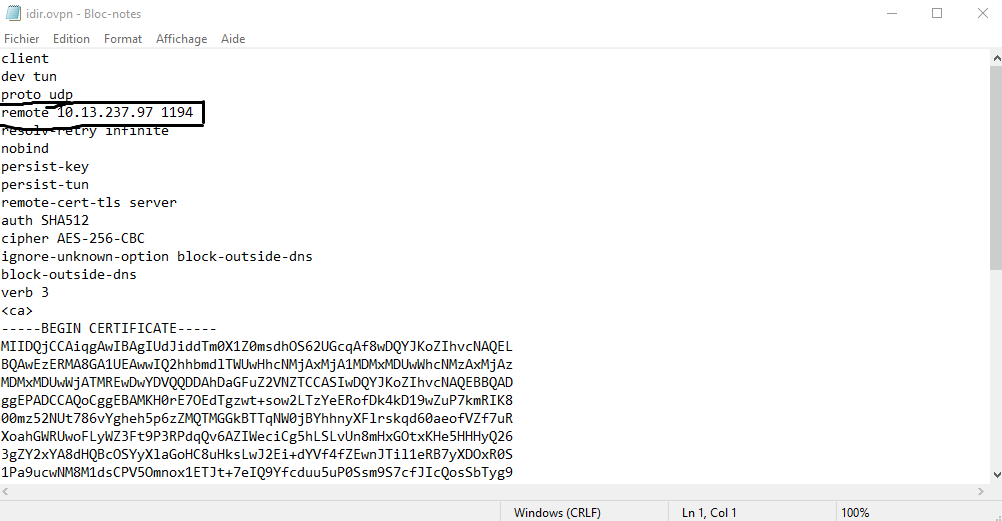 idir.ovpn - Bloc-notes
Fichier Edition Format Affichage Aide
client
dev tun
proto udp
remote 10.13.237.97 1194
resolv-retry infinite
nobind
persist-key
persist-tun
remote-cert-tls server
auth SHA512
cipher AES-256-CBC
ignore-unknown-option block-outside-dns
block-outside-dns
verb 3
<ca>
-----BEGIN CERTIFICATE-----
MIIDQjCCAiqgAwIBAgIUdJiddTm0X1Z0msdhOS62UGcqAf8wDQYJKoZIhvcNAQEL
BQAwEzERMA8GA1UEAwwIQ2hhbmdlTWUwHhcNMjAxMjA1MDMxMDUwWhcNMzAxMjAz
MDMxMDUwWjATMREwDwYDVQQDDAhDaGFuZ2VNZTCCASIwDQYJKoZIhvcNAQEBBQAD
ggEPADCCAQoCggEBAMKH0rE7OEdTgzwt+sow2LTzYeERofDk4kD19wZuP7kmRIK8
00mz52NUt786vYgheh5p6zZMQTMGGkBTTqNW0jBYhhnyXFlrskqd60aeofVZf7uR
XoahGWRUwoFLyWZ3Ft9P3RPdqQv6AZIWeciCg5hLSLvUn8mHxGOtxKHe5HHHyQ26
3gZY2xYA8dHQBcOSYyXlaGoHC8uHksLwJ2Ei+dYVf4fZEwnJTil1eRB7yXDOxR0S
1Pa9ucwNM8M1dsCPV5Omnox1ETJt+7eIQ9Yfcduu5uP0Ssm9S7cfJIcQosSbTyg9
Windows (CRLF) Ln 1, Col 1 100%